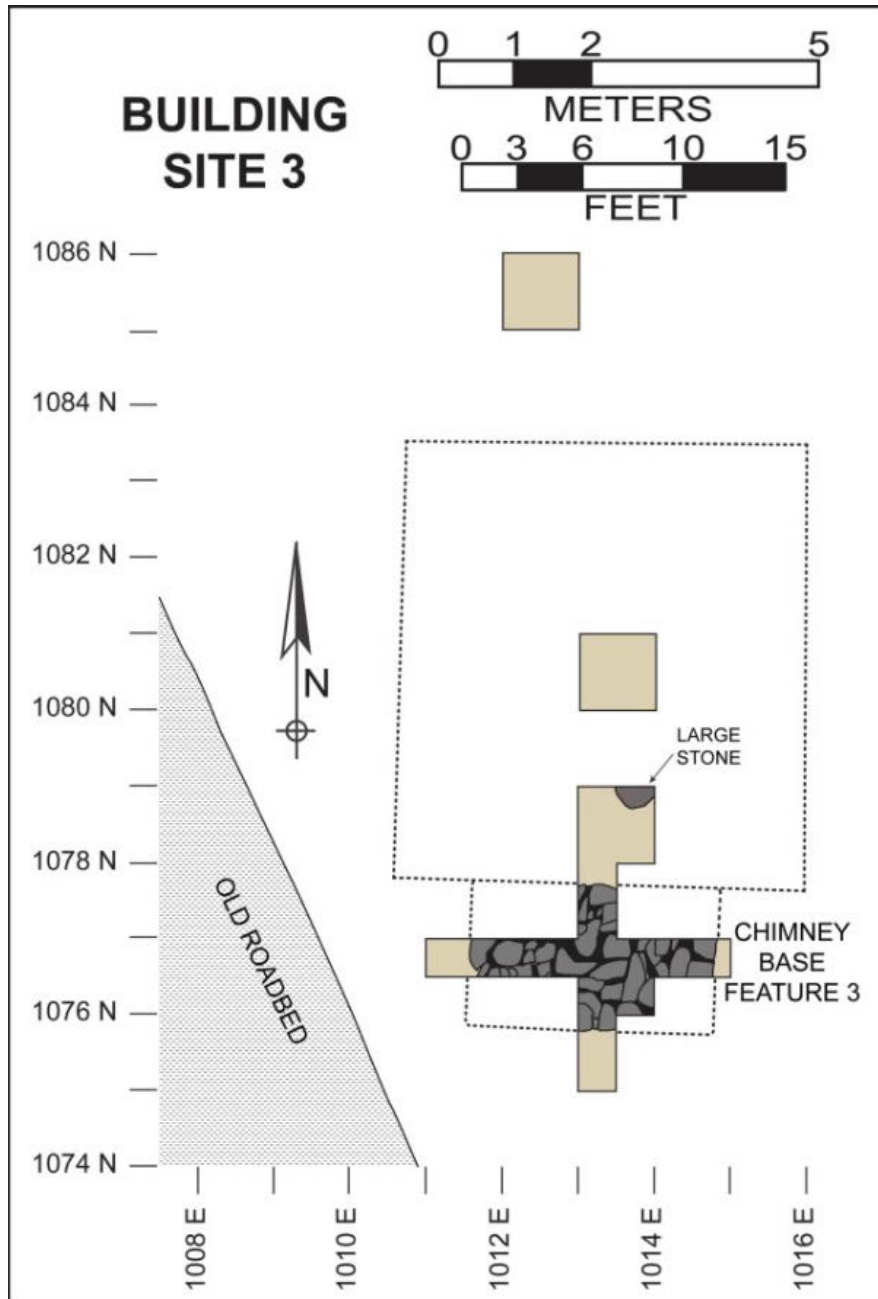 BUILDING
SITE 3
0 1 2 5
METERS
0 3 6 10 15
FEET
1086 N
1084 N
1082 N
1080 N
1078 N
1076 N
1074 N
N
LARGE
STONE
OLD ROADBED
CHIMNEY
BASE
FEATURE 3
1008 E
1010 E
1012 E
1014 E
1016 E